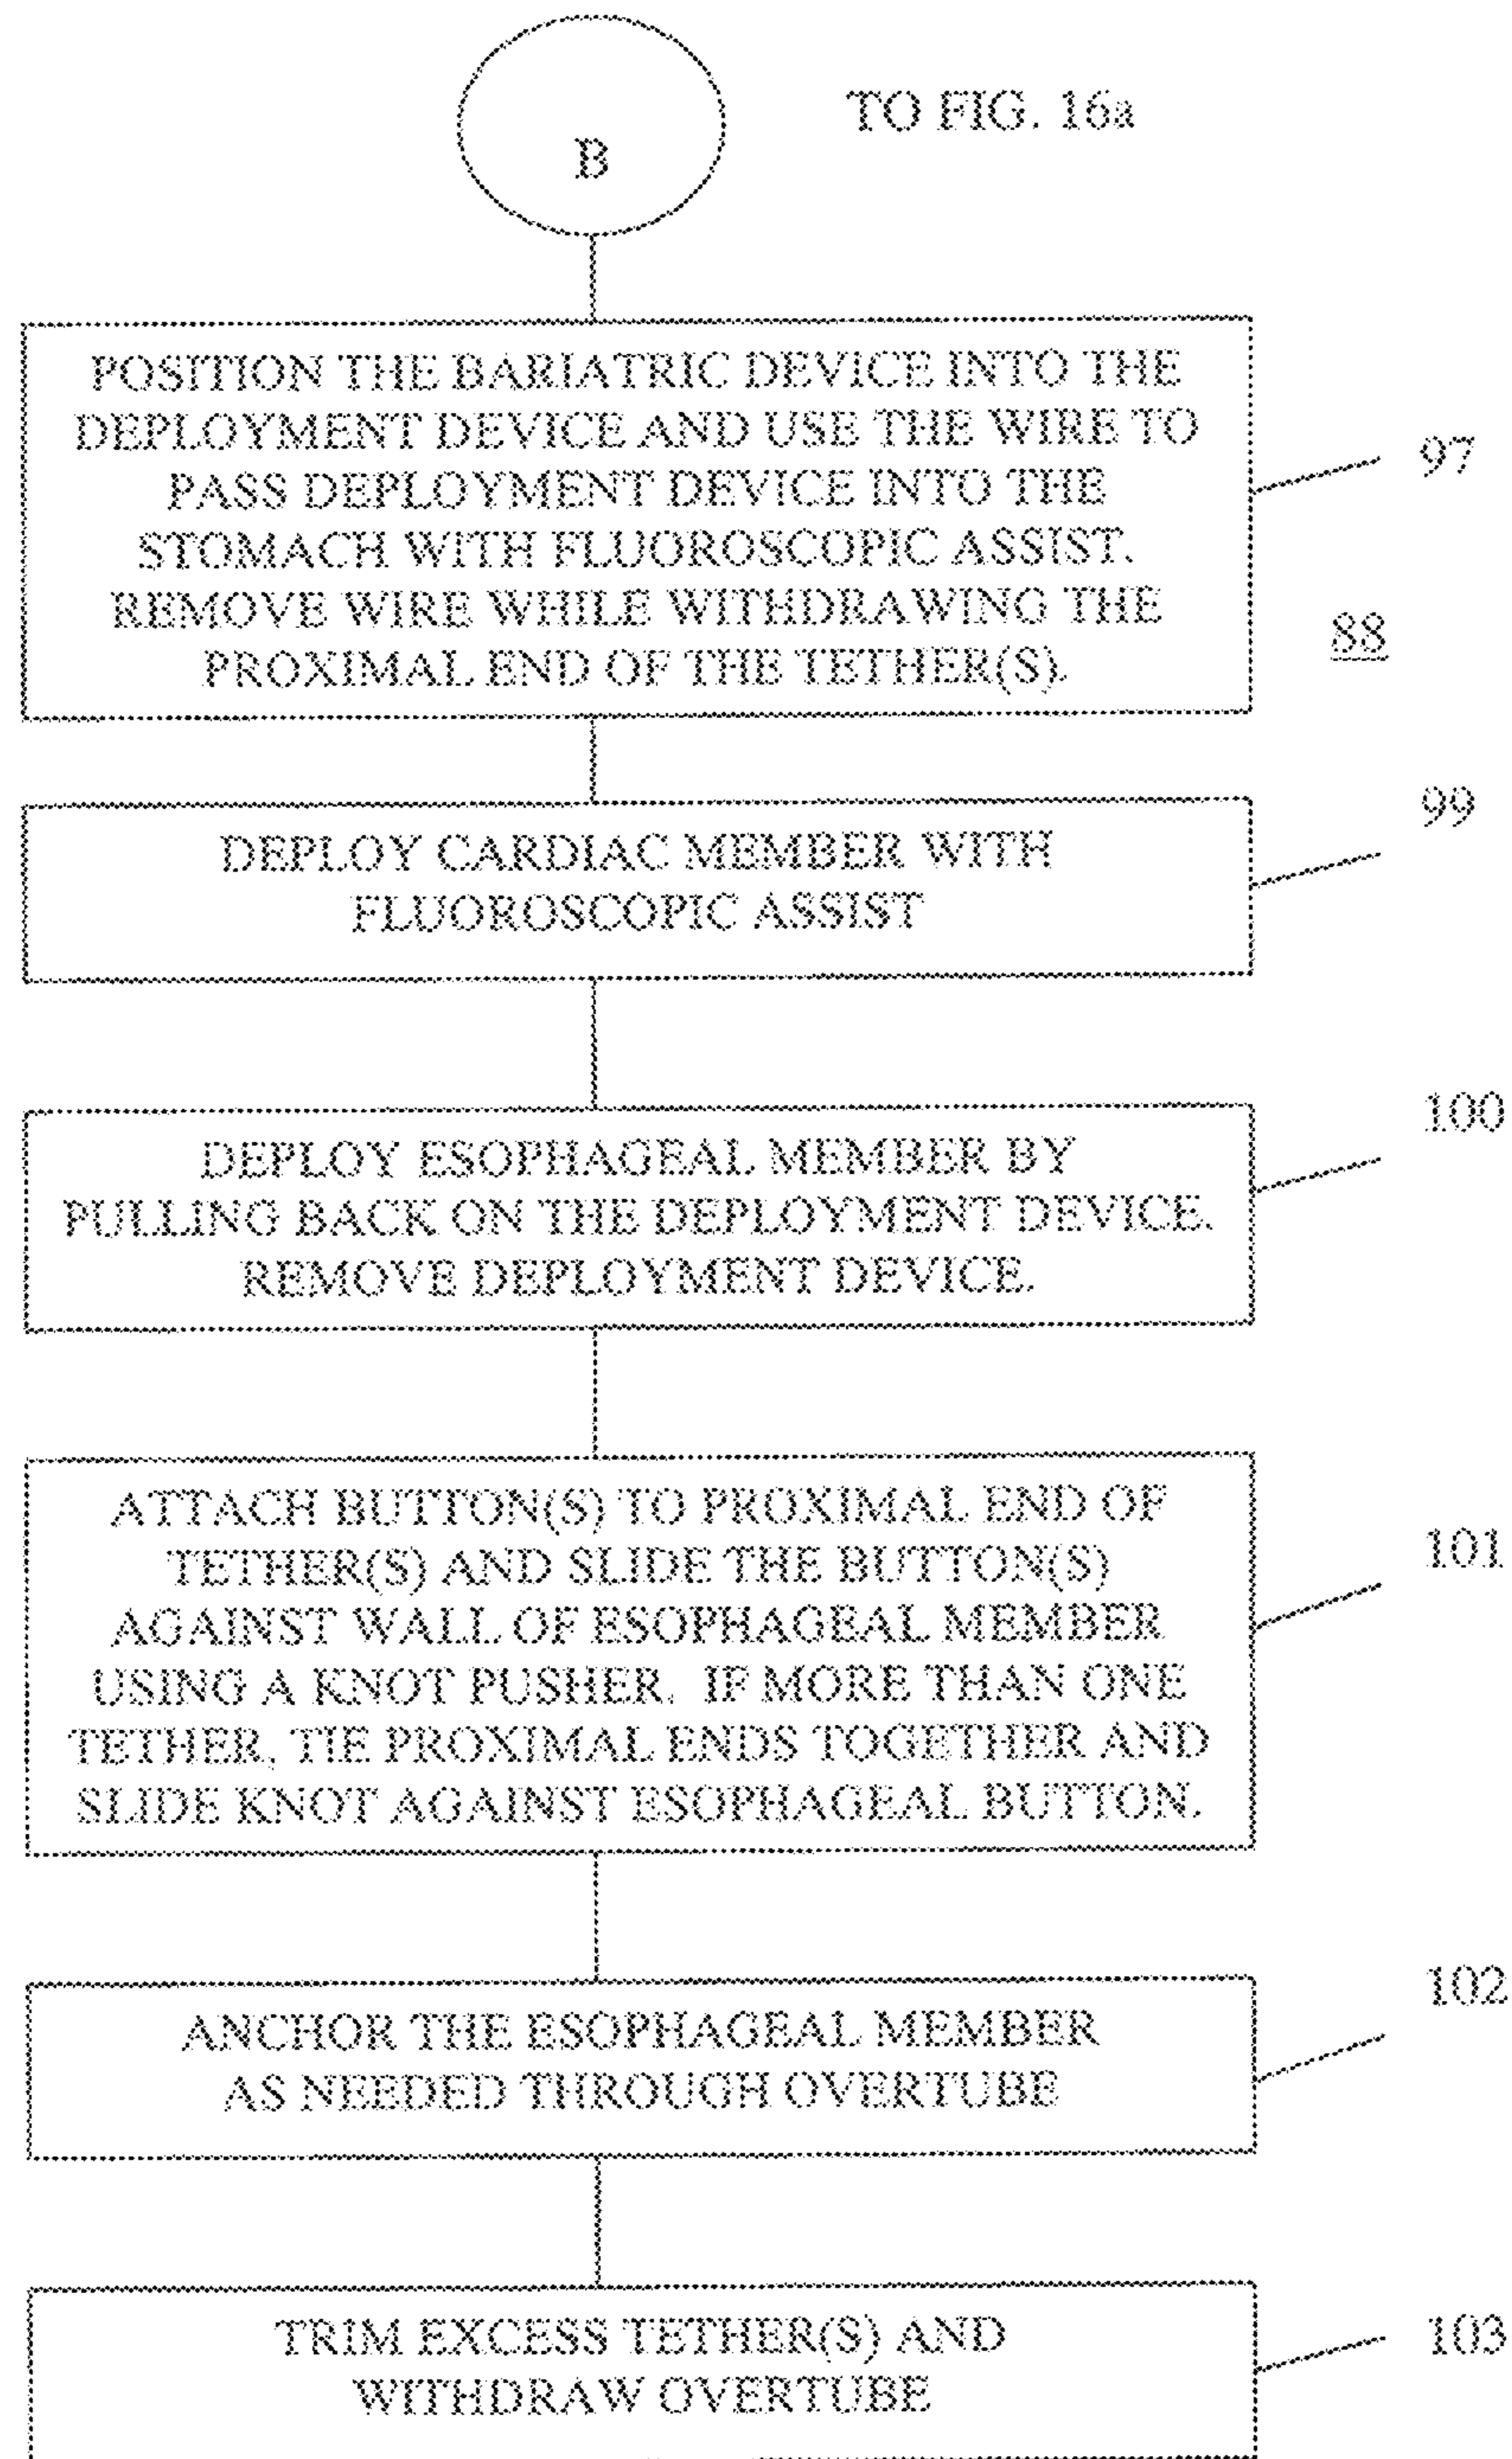 B
TO FIG. 16a
POSITION THE BARIATRIC DEVICE INTO THE
DEPLOYMENT DEVICE AND USE THE WIRE TO
PASS DEPLOYMENT DEVICE INTO THE
STOMACH WITH FLUOROSCOPIC ASSIST.
REMOVE WIRE WHILE WITHDRAWING THE
PROXIMAL END OF THE TETHER(S).
97
88
DEPLOY CARDIAC MEMBER WITH
FLUOROSCOPIC ASSIST
99
DEPLOY ESOPHAGEAL MEMBER BY
PULLING BACK ON THE DEPLOYMENT DEVICE.
REMOVE DEPLOYMENT DEVICE.
100
ATTACH BUTTON(S) TO PROXIMAL END OF
TETHER(S) AND SLIDE THE BUTTON(S)
AGAINST WALL OF ESOPHAGEAL MEMBER
USING A KNOT PUSHER. IF MORE THAN ONE
TETHER, TIE PROXIMAL ENDS TOGETHER AND
SLIDE KNOT AGAINST ESOPHAGEAL BUTTON.
101
ANCHOR THE ESOPHAGEAL MEMBER
AS NEEDED THROUGH OVERTUBE
102
TRIM EXCESS TETHER(S) AND
WITHDRAW OVERTUBE
103